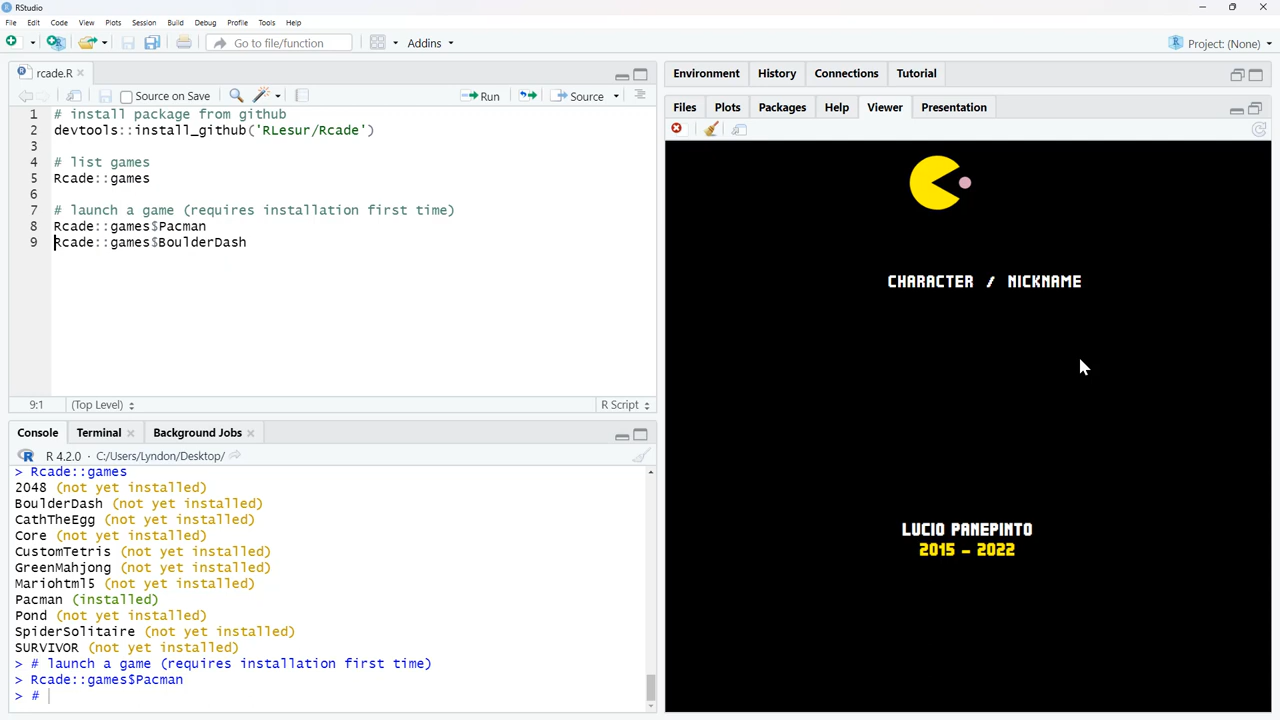 RStudio
File Edit Code View Plots Session Build Debug Profile Tools Help
Go to file/function Addins Project: (None)
rcade.R
Source on Save Run Source
1 # install package from github
2 devtools::install_github('RLesur/Rcade')
3
4 # list games
5 Rcade::games
6
7 # launch a game (requires installation first time)
8 Rcade::games$Pacman
9 Rcade::games$BoulderDash
9:1 (Top Level) R Script
Console Terminal Background Jobs
R 4.2.0 · C:/Users/Lyndon/Desktop/
> Rcade::games
2048 (not yet installed)
BoulderDash (not yet installed)
CathTheEgg (not yet installed)
Core (not yet installed)
CustomTetris (not yet installed)
GreenMahjong (not yet installed)
Mariohtml5 (not yet installed)
Pacman (installed)
Pond (not yet installed)
SpiderSolitaire (not yet installed)
SURVIVOR (not yet installed)
> # launch a game (requires installation first time)
> Rcade::games$Pacman
> #
Environment History Connections Tutorial
Files Plots Packages Help Viewer Presentation
CHARACTER / NICKNAME
LUCIO PANEPINTO
2015 - 2022